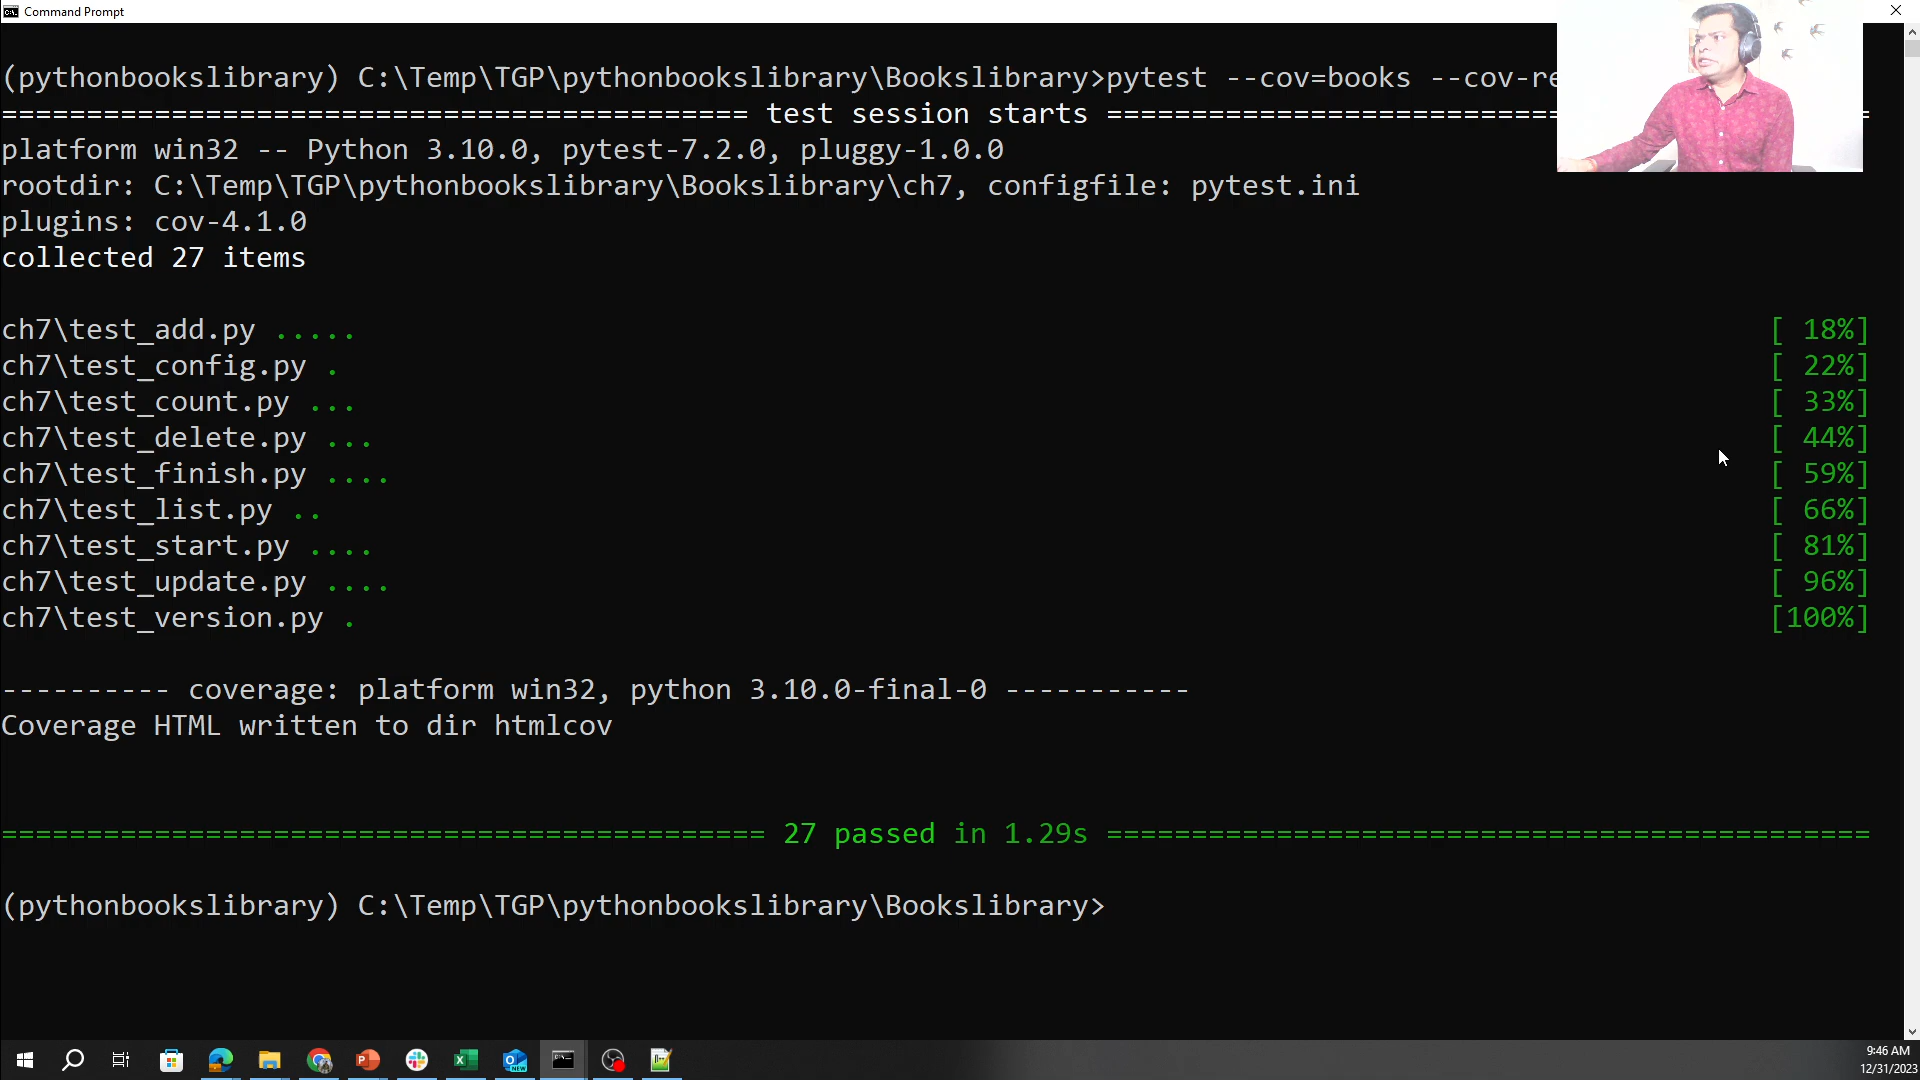 Command Prompt
(pythonbookslibrary) C:\Temp\TGP\pythonbookslibrary\Bookslibrary>pytest --cov=books --cov-re
============================================ test session starts ============================================
platform win32 -- Python 3.10.0, pytest-7.2.0, pluggy-1.0.0
rootdir: C:\Temp\TGP\pythonbookslibrary\Bookslibrary\ch7, configfile: pytest.ini
plugins: cov-4.1.0
collected 27 items
ch7\test_add.py ..... [ 18%]
ch7\test_config.py . [ 22%]
ch7\test_count.py ... [ 33%]
ch7\test_delete.py ... [ 44%]
ch7\test_finish.py .... [ 59%]
ch7\test_list.py .. [ 66%]
ch7\test_start.py .... [ 81%]
ch7\test_update.py .... [ 96%]
ch7\test_version.py . [100%]
---------- coverage: platform win32, python 3.10.0-final-0 -----------
Coverage HTML written to dir htmlcov
============================================= 27 passed in 1.29s =============================================
(pythonbookslibrary) C:\Temp\TGP\pythonbookslibrary\Bookslibrary>
9:46 AM
12/31/2023